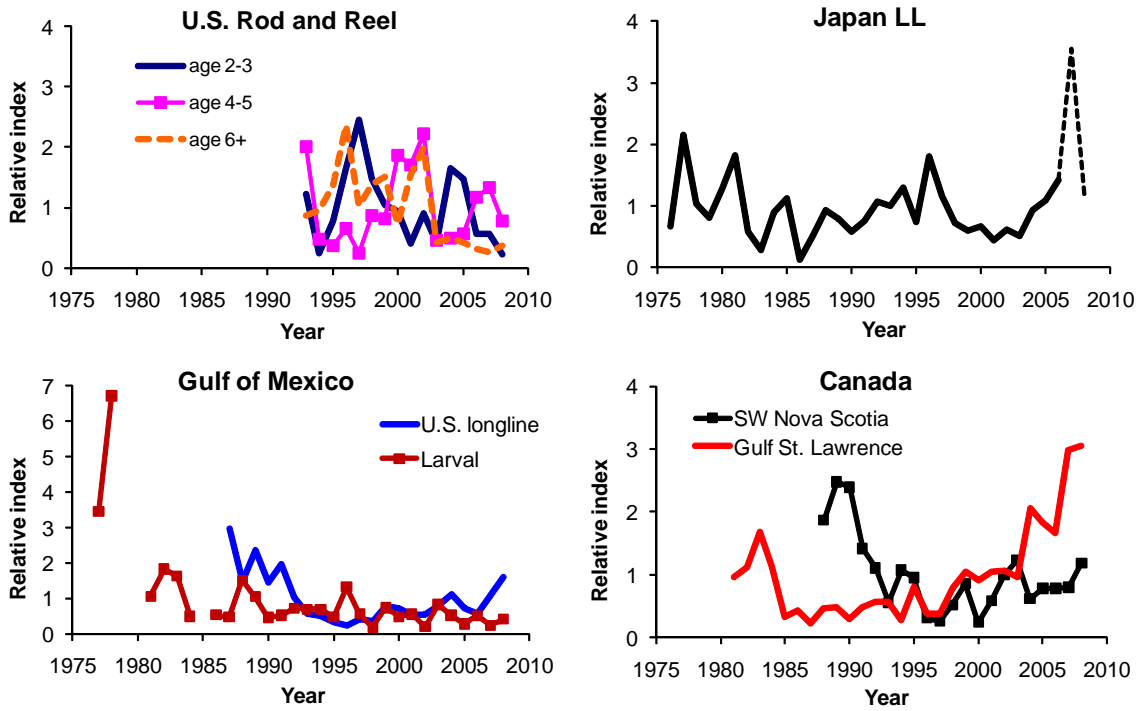 U.S. Rod and Reel
Relative index
4
3
2
1
0
age 2-3
age 4-5
age 6+
1975 1980 1985 1990 1995 2000 2005 2010
Year
Japan LL
Relative index
4
3
2
1
0
1975 1980 1985 1990 1995 2000 2005 2010
Year
Gulf of Mexico
Relative index
7
6
5
4
3
2
1
0
U.S. longline
Larval
1975 1980 1985 1990 1995 2000 2005 2010
Year
Canada
Relative index
4
3
2
1
0
SW Nova Scotia
Gulf St. Lawrence
1975 1980 1985 1990 1995 2000 2005 2010
Year